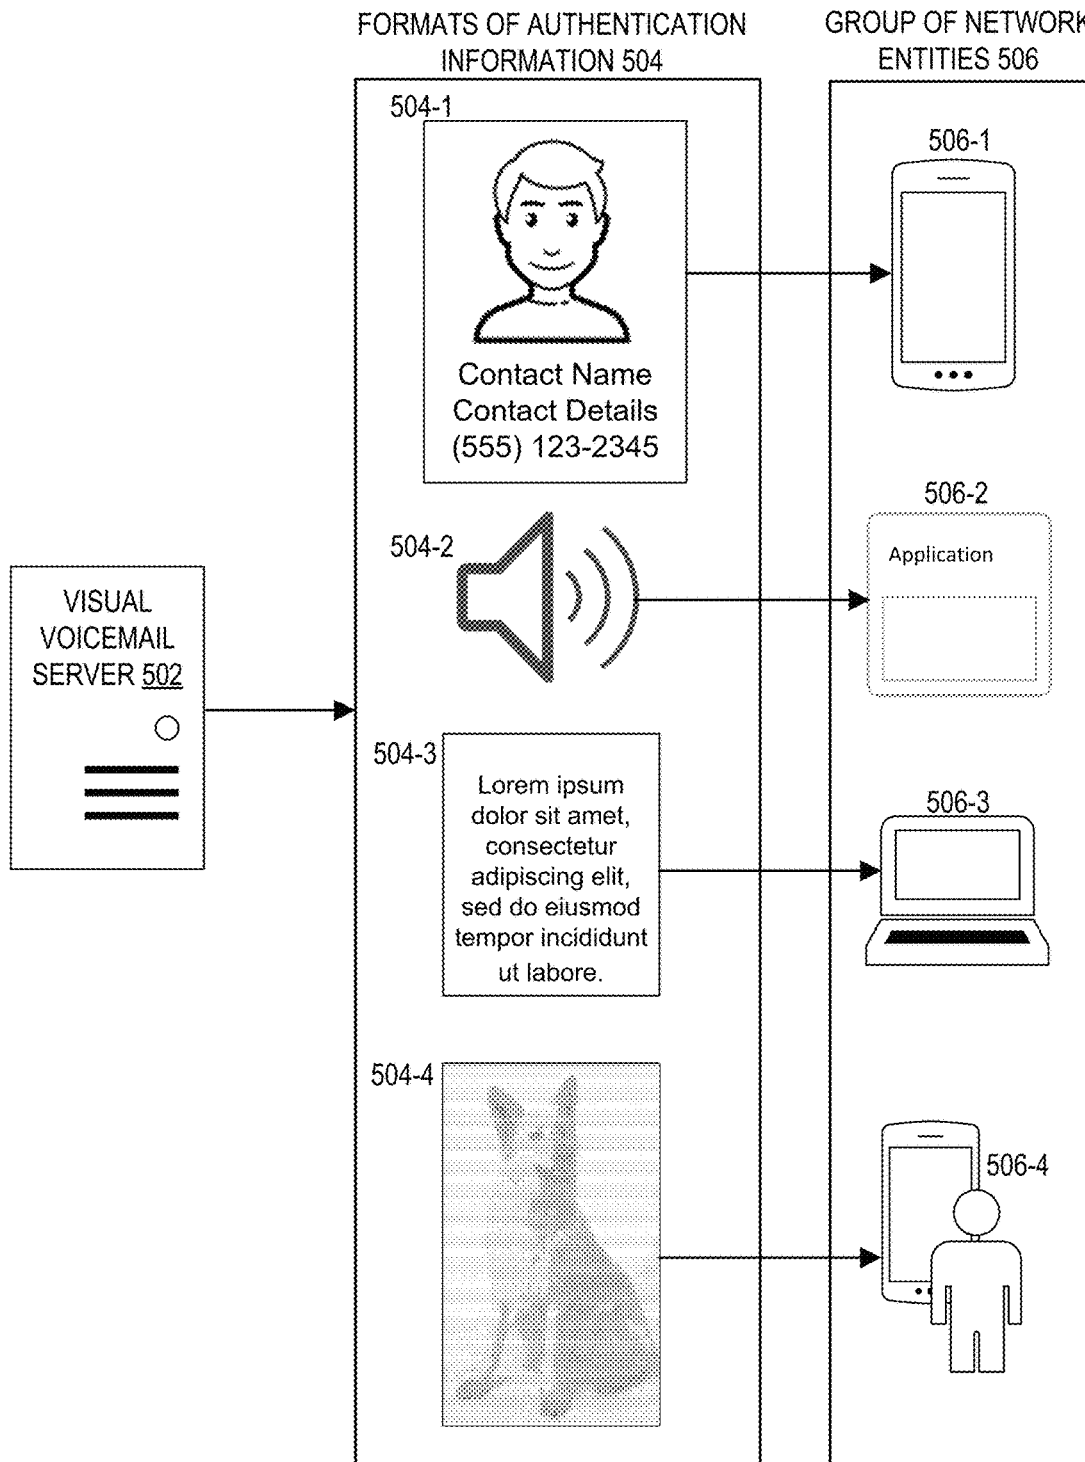 FORMATS OF AUTHENTICATION
INFORMATION 504
GROUP OF NETWORK
ENTITIES 506
504-1
Contact Name
Contact Details
(555) 123-2345
506-1
504-2
506-2
Application
VISUAL
VOICEMAIL
SERVER 502
504-3
Lorem ipsum
dolor sit amet,
consectetur
adipiscing elit,
sed do eiusmod
tempor incididunt
ut labore.
506-3
504-4
506-4